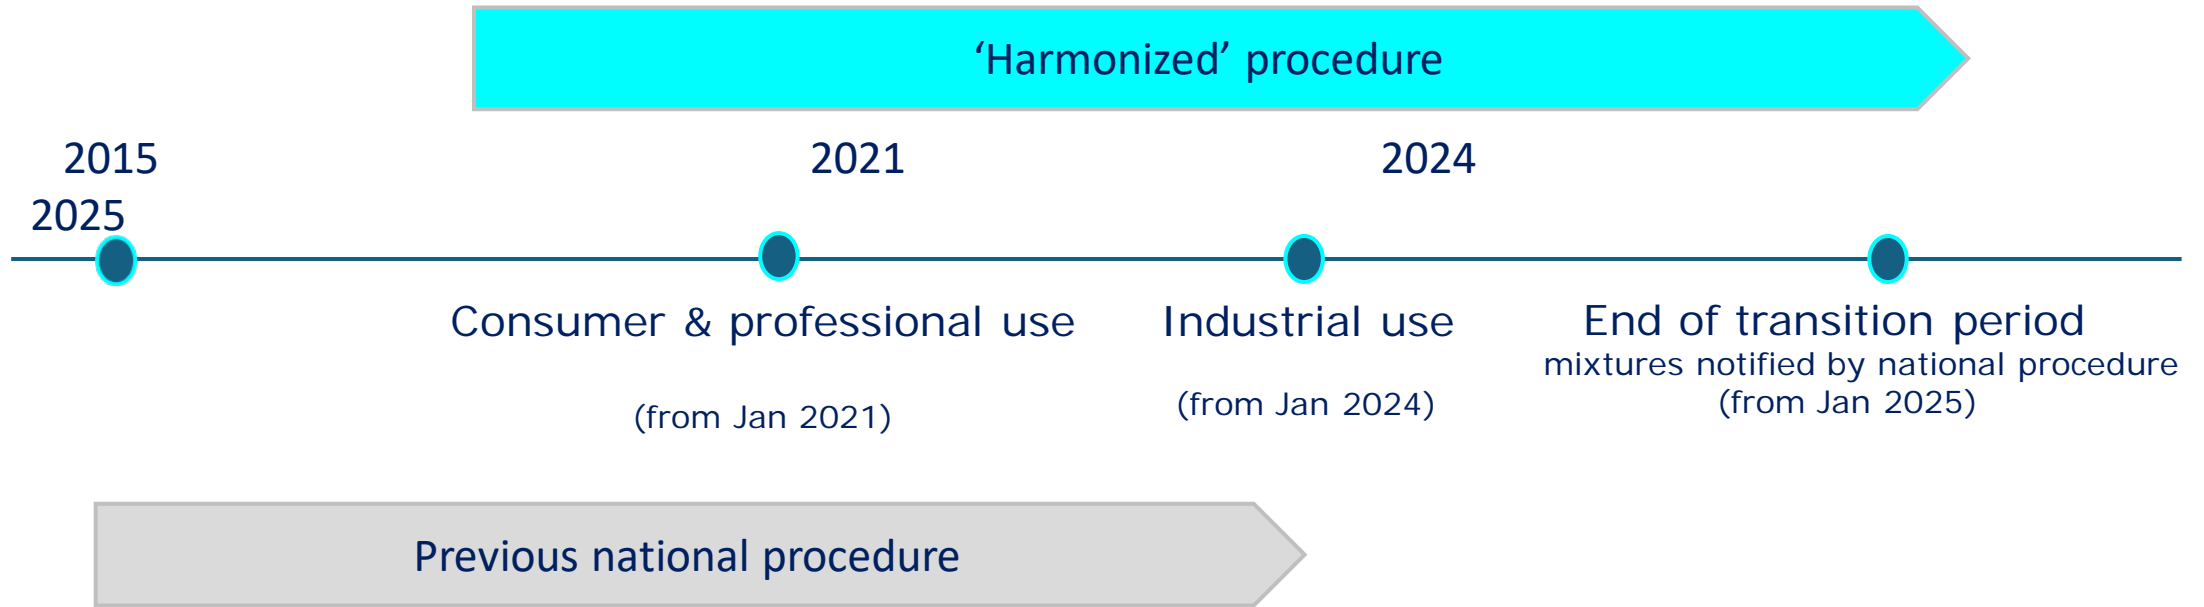 ‘Harmonized’ procedure
2015 2021 2024
2025
Consumer & professional use
(from Jan 2021)
Industrial use
(from Jan 2024)
End of transition period
mixtures notified by national procedure
(from Jan 2025)
Previous national procedure